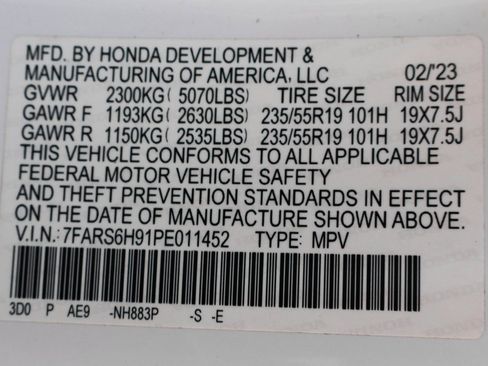 MFD. BY HONDA DEVELOPMENT &
MANUFACTURING OF AMERICA, LLC 02/'23
GVWR 2300KG( 5070LBS) TIRE SIZE RIM SIZE
GAWR F 1193KG( 2630LBS) 235/55R19 101H 19X7.5J
GAWR R 1150KG( 2535LBS) 235/55R19 101H 19X7.5J
THIS VEHICLE CONFORMS TO ALL APPLICABLE
FEDERAL MOTOR VEHICLE SAFETY
AND THEFT PREVENTION STANDARDS IN EFFECT
ON THE DATE OF MANUFACTURE SHOWN ABOVE.
V.I.N.:7FARS6H91PE011452 TYPE: MPV
3D0 P AE9 -NH883P -S -E